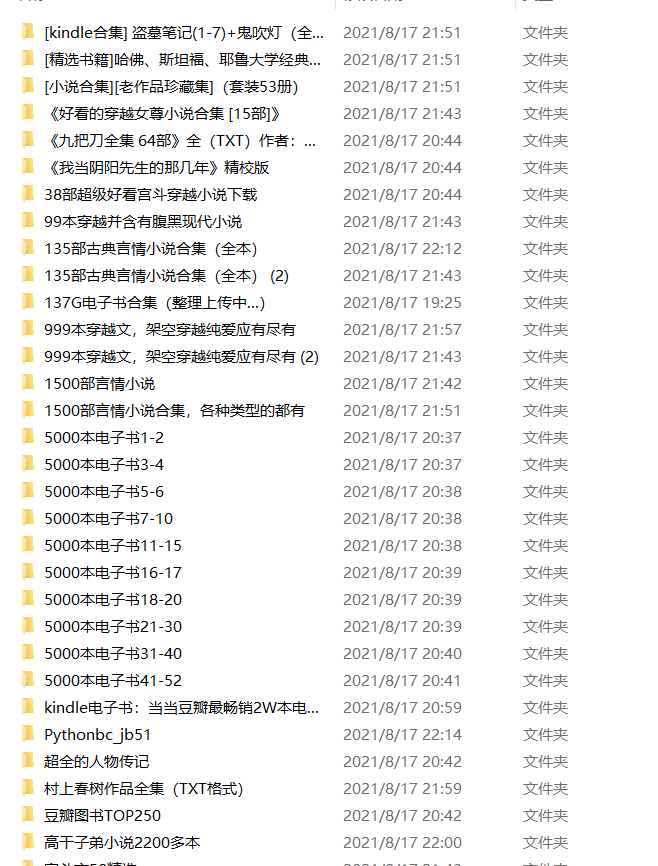 [kindle合集] 盗墓笔记(1-7)+鬼吹灯（全... 2021/8/17 21:51 文件夹
[精选书籍]哈佛、斯坦福、耶鲁大学经典... 2021/8/17 21:51 文件夹
[小说合集][老作品珍藏集]（套装53册） 2021/8/17 21:51 文件夹
《好看的穿越女尊小说合集 [15部]》 2021/8/17 21:43 文件夹
《九把刀全集 64部》全（TXT）作者：... 2021/8/17 20:44 文件夹
《我当阴阳先生的那几年》精校版 2021/8/17 20:44 文件夹
38部超级好看宫斗穿越小说下载 2021/8/17 20:44 文件夹
99本穿越并含有腹黑现代小说 2021/8/17 21:43 文件夹
135部古典言情小说合集（全本） 2021/8/17 22:12 文件夹
135部古典言情小说合集（全本） (2) 2021/8/17 21:43 文件夹
137G电子书合集（整理上传中...） 2021/8/17 19:25 文件夹
999本穿越文，架空穿越纯爱应有尽有 2021/8/17 21:57 文件夹
999本穿越文，架空穿越纯爱应有尽有 (2) 2021/8/17 21:43 文件夹
1500部言情小说 2021/8/17 21:42 文件夹
1500部言情小说合集，各种类型的都有 2021/8/17 21:51 文件夹
5000本电子书1-2 2021/8/17 20:37 文件夹
5000本电子书3-4 2021/8/17 20:37 文件夹
5000本电子书5-6 2021/8/17 20:38 文件夹
5000本电子书7-10 2021/8/17 20:38 文件夹
5000本电子书11-15 2021/8/17 20:38 文件夹
5000本电子书16-17 2021/8/17 20:39 文件夹
5000本电子书18-20 2021/8/17 20:39 文件夹
5000本电子书21-30 2021/8/17 20:39 文件夹
5000本电子书31-40 2021/8/17 20:40 文件夹
5000本电子书41-52 2021/8/17 20:41 文件夹
kindle电子书：当当豆瓣最畅销2W本电... 2021/8/17 20:59 文件夹
Pythonbc_jb51 2021/8/17 22:14 文件夹
超全的人物传记 2021/8/17 20:42 文件夹
村上春树作品全集（TXT格式） 2021/8/17 21:59 文件夹
豆瓣图书TOP250 2021/8/17 20:42 文件夹
高干子弟小说2200多本 2021/8/17 22:00 文件夹